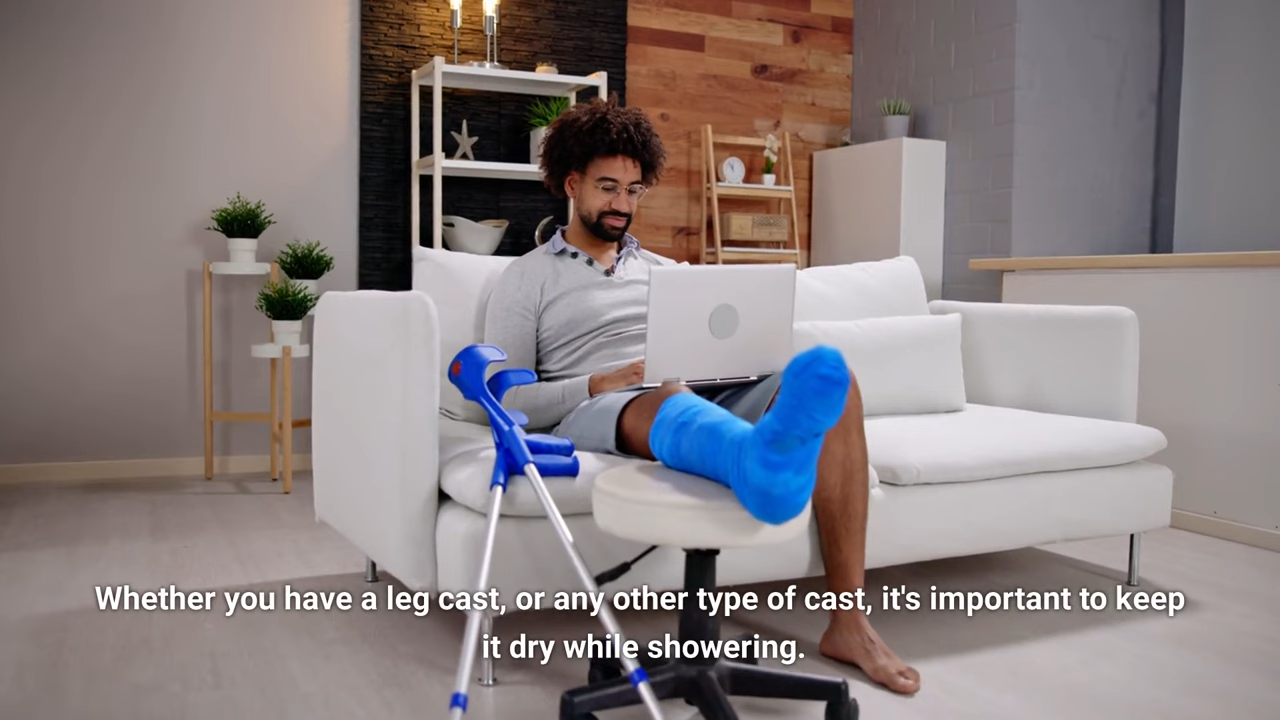 Whether you have a leg cast, or any other type of cast, it's important to keep
it dry while showering.